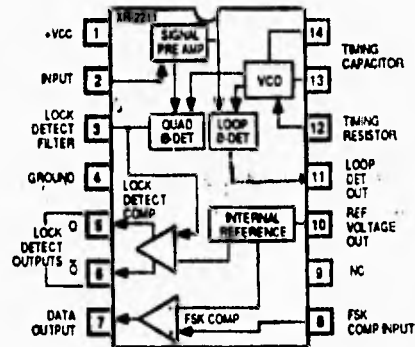 XR-2211
+VCC 1
INPUT 2
LOCK
DETECT 3
FILTER
GROUND 4
LOCK
DETECT
OUTPUTS
Q 5
Q̅ 6
DATA
OUTPUT 7
SIGNAL
PRE AMP
VCO
QUAD
Ø-DET
LOOP
Ø-DET
LOCK
DETECT
COMP
INTERNAL
REFERENCE
FSK COMP
14
TIMING
CAPACITOR
13
12 TIMING
RESISTOR
11 LOOP
DET
OUT
10 REF
VOLTAGE
OUT
9 NC
8 FSK
COMP INPUT